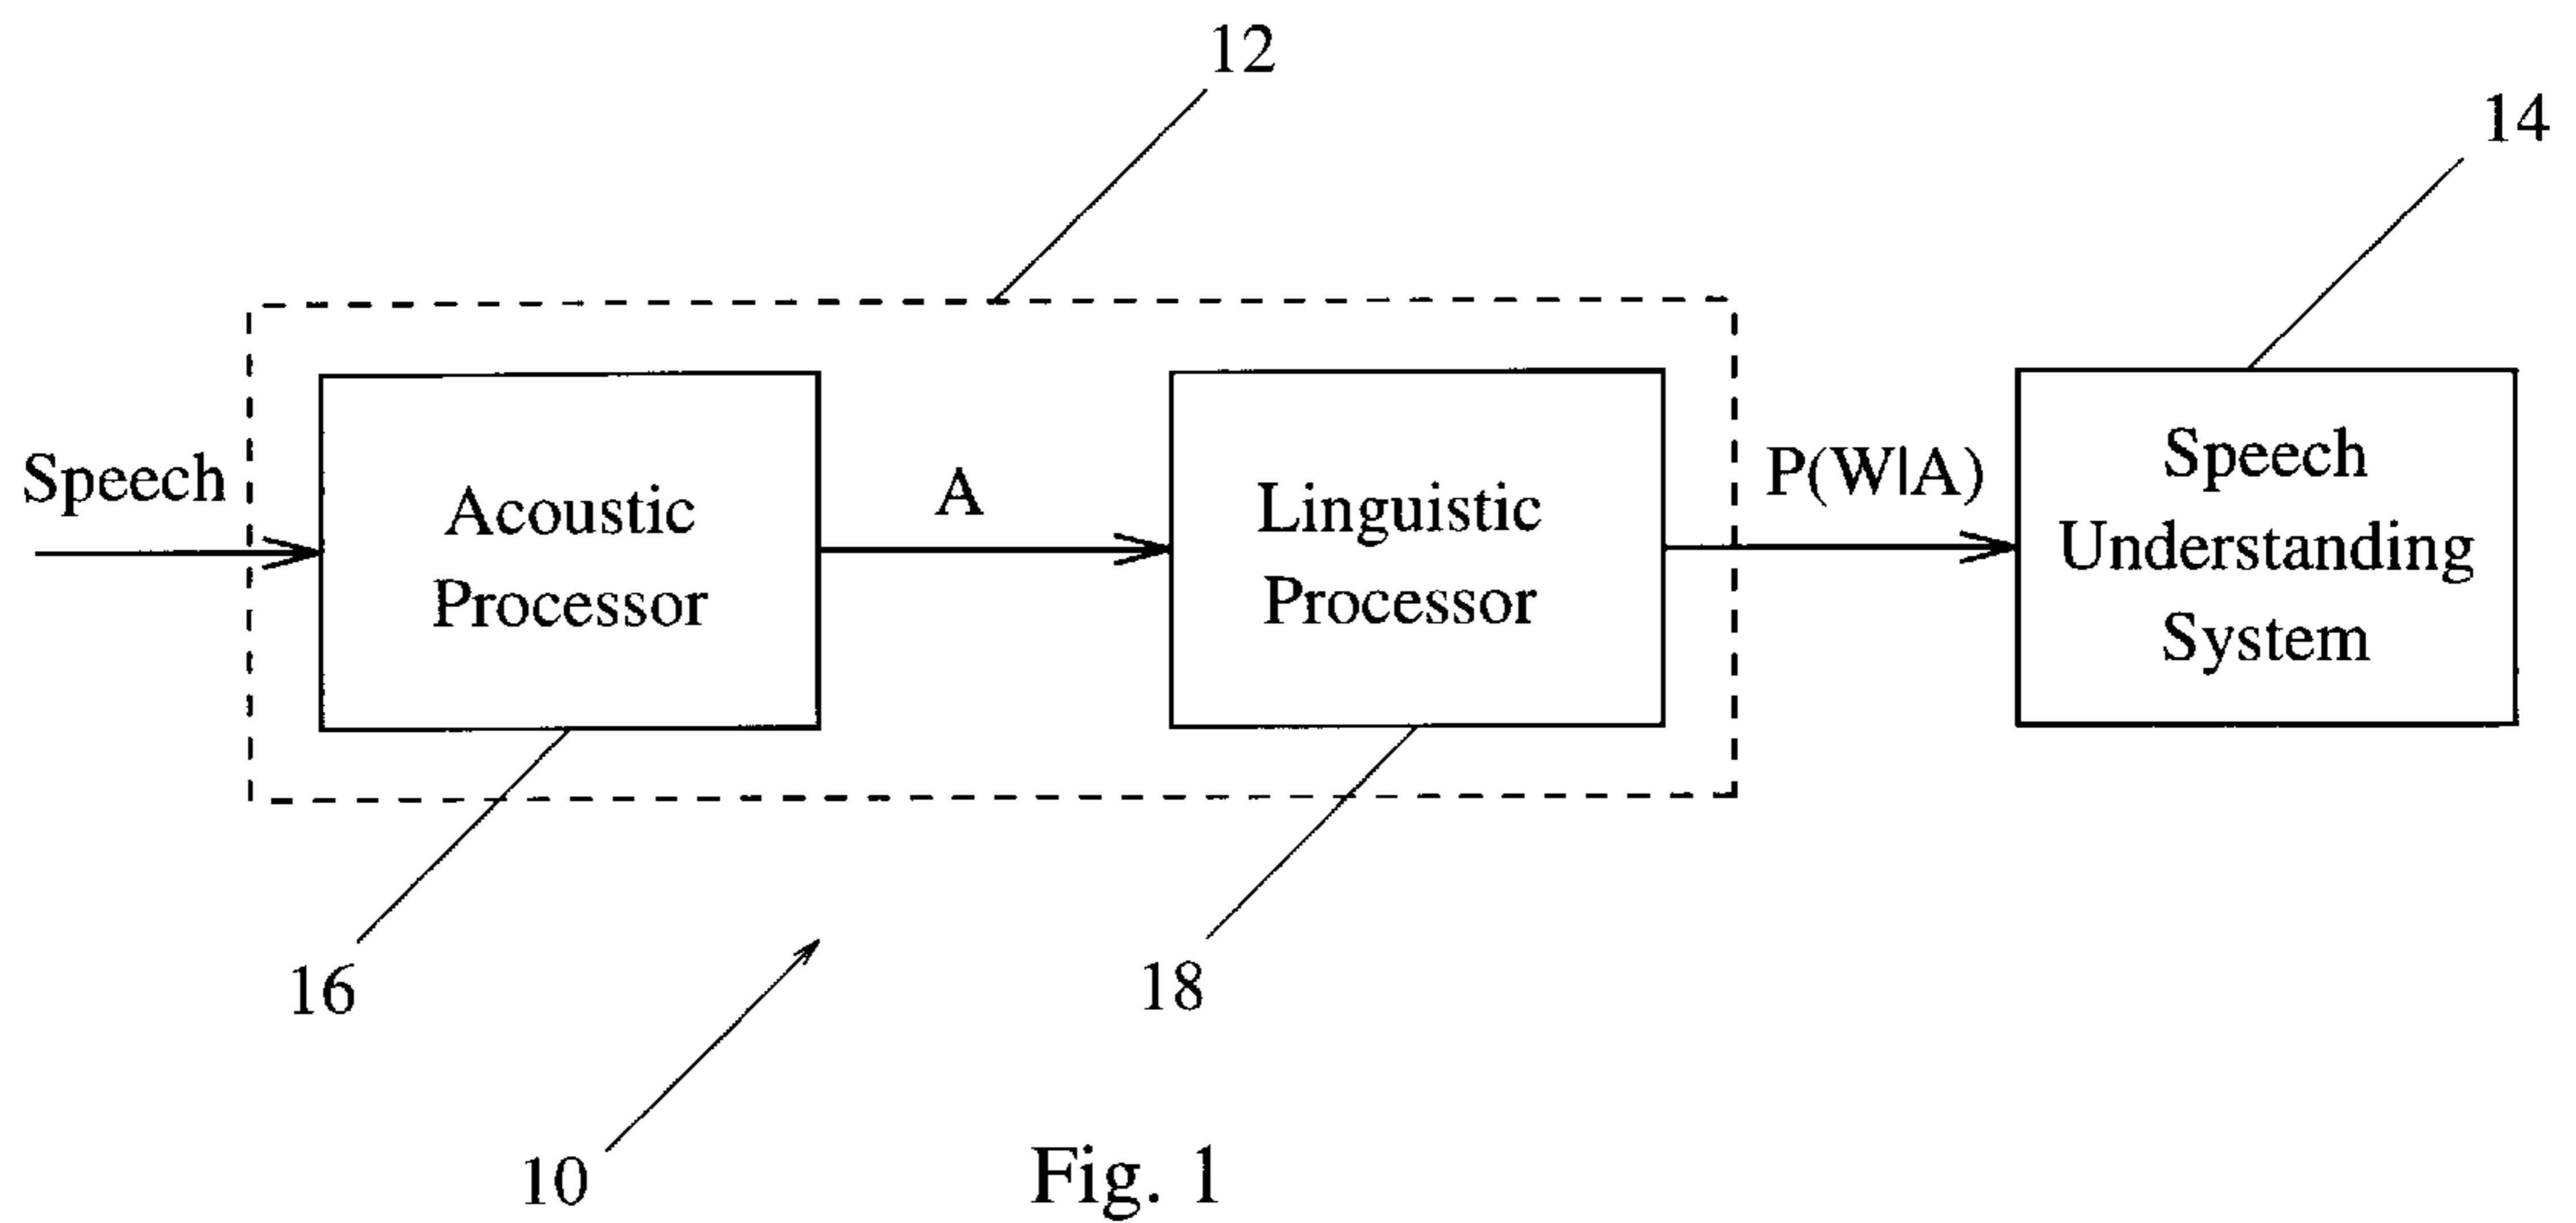 12
14
Speech
Acoustic
Processor
A
Linguistic
Processor
P(W|A)
Speech
Understanding
System
16
18
10
Fig. 1